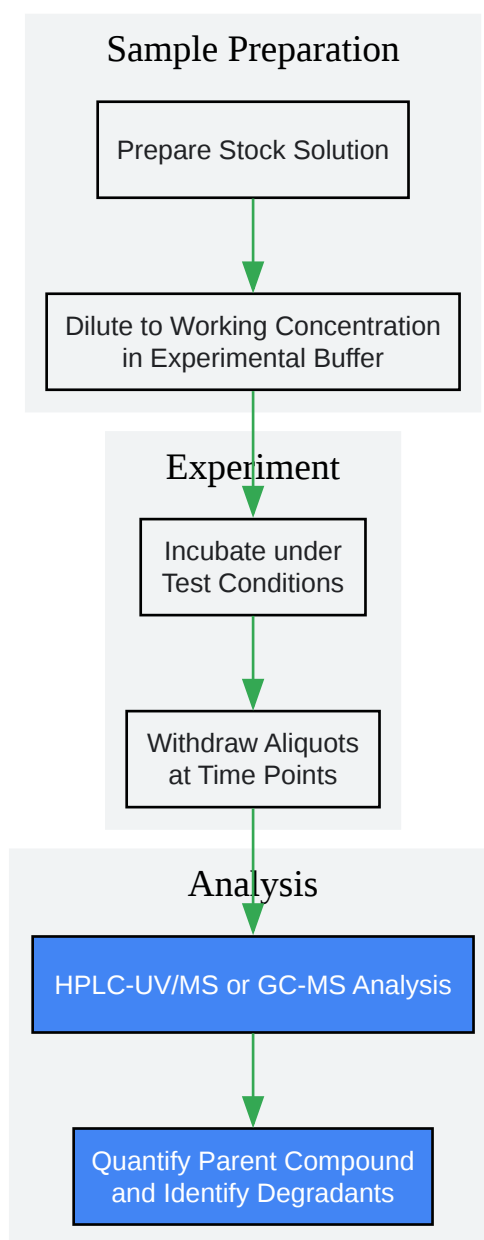 Sample Preparation
Prepare Stock Solution
Dilute to Working Concentration
in Experimental Buffer
Experiment
Incubate under
Test Conditions
Withdraw Aliquots
at Time Points
Analysis
HPLC-UV/MS or GC-MS Analysis
Quantify Parent Compound
and Identify Degradants